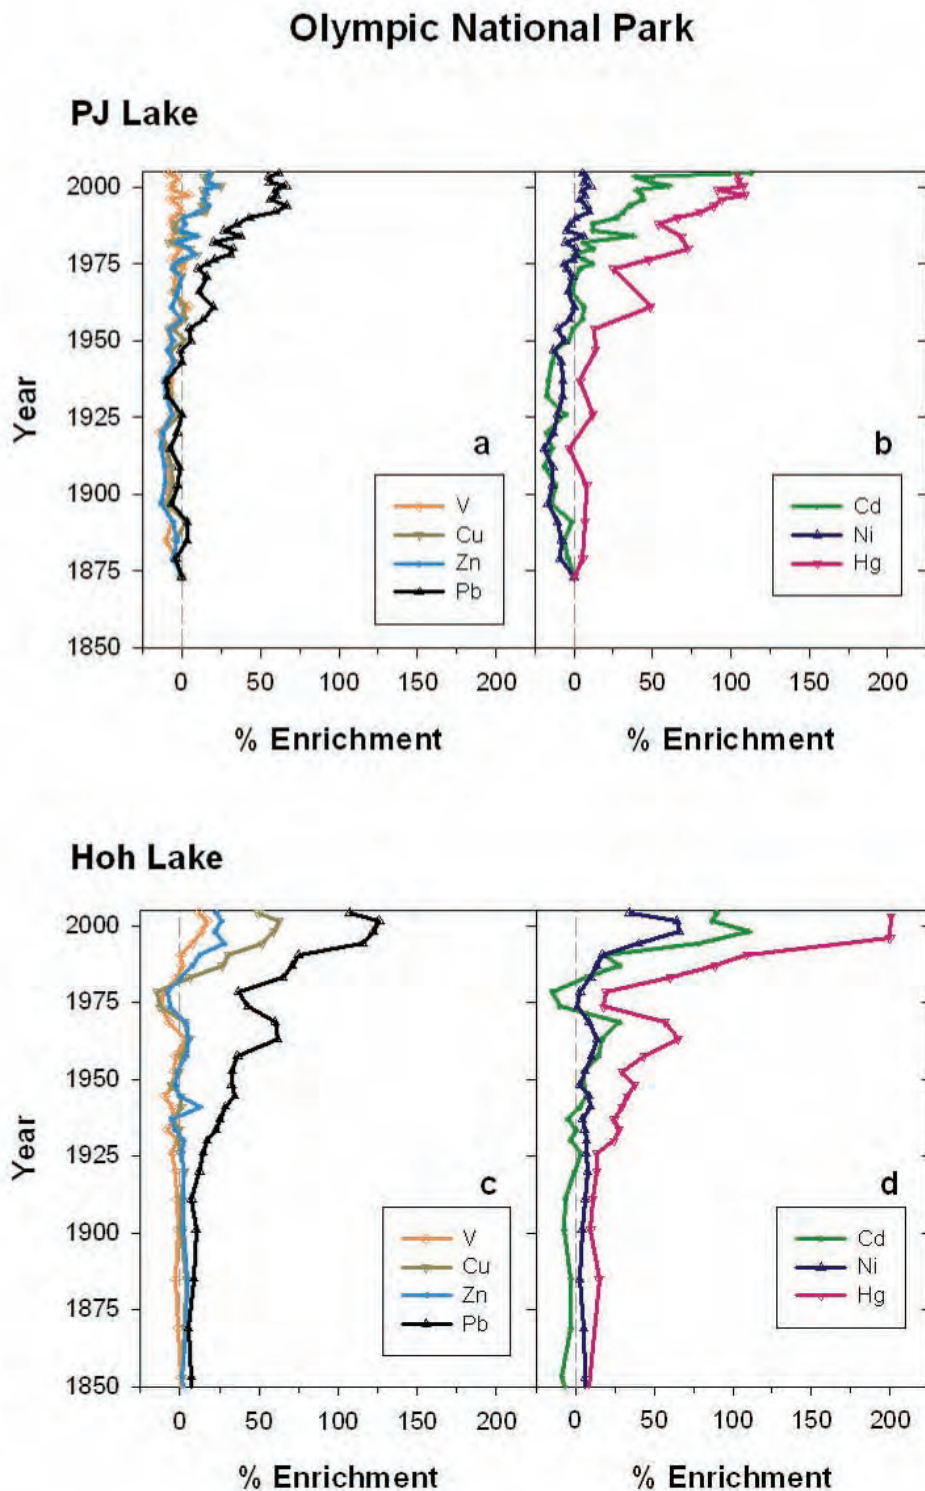 Olympic National Park
PJ Lake
2000
1975
1950
1925
1900
1875
1850
Year
a
V
Cu
Zn
Pb
0 50 100 150 200
% Enrichment
b
Cd
Ni
Hg
0 50 100 150 200
% Enrichment
Hoh Lake
2000
1975
1950
1925
1900
1875
1850
Year
c
V
Cu
Zn
Pb
0 50 100 150 200
% Enrichment
d
Cd
Ni
Hg
0 50 100 150 200
% Enrichment